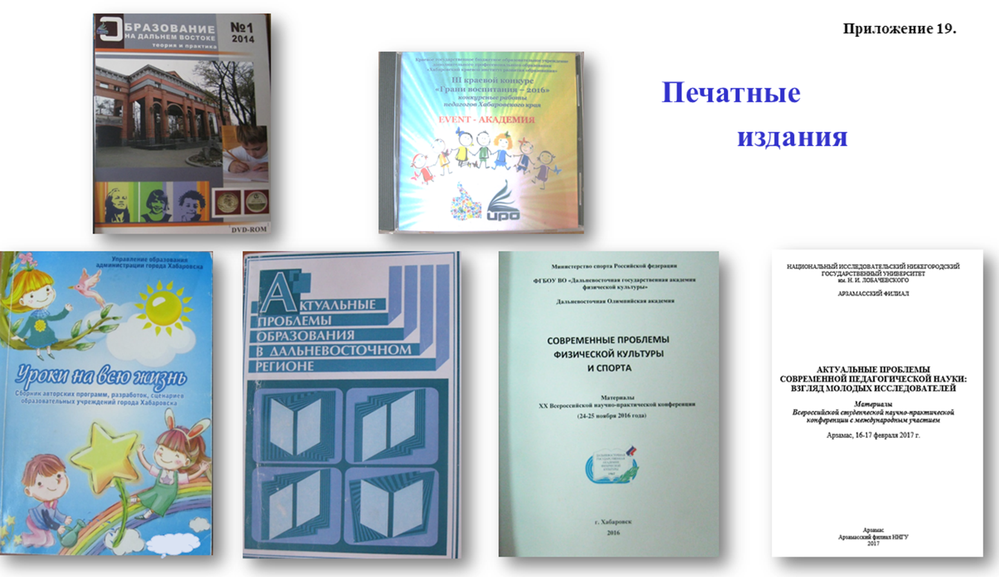 Приложение 19.
Печатные
издания
ОБРАЗОВАНИЕ
НА ДАЛЬНЕМ ВОСТОКЕ
теория и практика
№1
2014
DVD-ROM
Краевое государственное бюджетное образовательное учреждение
дополнительного профессионального образования
«Хабаровский краевой институт развития образования»
III краевой конкурс
«Грани воспитания – 2016»
конкурсные работы
педагогов Хабаровского края
EVENT - АКАДЕМИЯ
ИРО
Управление образования
администрации города Хабаровска
Уроки на всю жизнь
Сборник авторских программ, разработок, сценариев
образовательных учреждений города Хабаровска
АКТУАЛЬНЫЕ
ПРОБЛЕМЫ
ОБРАЗОВАНИЯ
В ДАЛЬНЕВОСТОЧНОМ
РЕГИОНЕ
Министерство спорта Российской федерации
ФГБОУ ВО «Дальневосточная государственная академия
физической культуры»
Дальневосточная Олимпийская академия
СОВРЕМЕННЫЕ ПРОБЛЕМЫ
ФИЗИЧЕСКОЙ КУЛЬТУРЫ
И СПОРТА
Материалы
XX Всероссийской научно-практической конференции
(24-25 ноября 2016 года)
ДАЛЬНЕВОСТОЧНАЯ
ГОСУДАРСТВЕННАЯ
АКАДЕМИЯ
ФИЗИЧЕСКОЙ
КУЛЬТУРЫ
1967
г. Хабаровск
2016
НАЦИОНАЛЬНЫЙ ИССЛЕДОВАТЕЛЬСКИЙ НИЖЕГОРОДСКИЙ
ГОСУДАРСТВЕННЫЙ УНИВЕРСИТЕТ
им. Н. И. ЛОБАЧЕВСКОГО
АРЗАМАССКИЙ ФИЛИАЛ
АКТУАЛЬНЫЕ ПРОБЛЕМЫ
СОВРЕМЕННОЙ ПЕДАГОГИЧЕСКОЙ НАУКИ:
ВЗГЛЯД МОЛОДЫХ ИССЛЕДОВАТЕЛЕЙ
Материалы
Всероссийской студенческой научно-практической
конференции с международным участием
Арзамас, 16-17 февраля 2017 г.
Арзамас
Арзамасский филиал ННГУ
2017